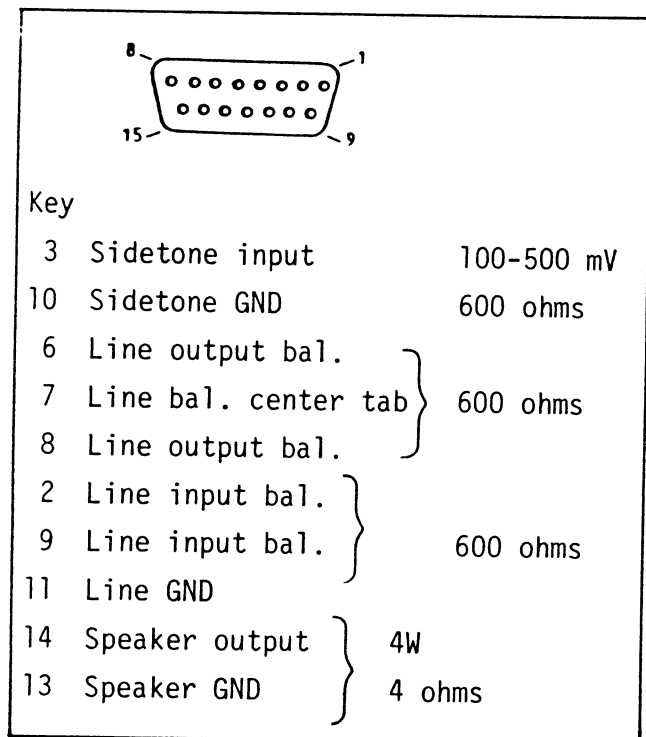 8 1
15 9
Key
3 Sidetone input 100-500 mV
10 Sidetone GND 600 ohms
6 Line output bal.
7 Line bal. center tab 600 ohms
8 Line output bal.
2 Line input bal.
9 Line input bal. 600 ohms
11 Line GND
14 Speaker output 4W
13 Speaker GND 4 ohms